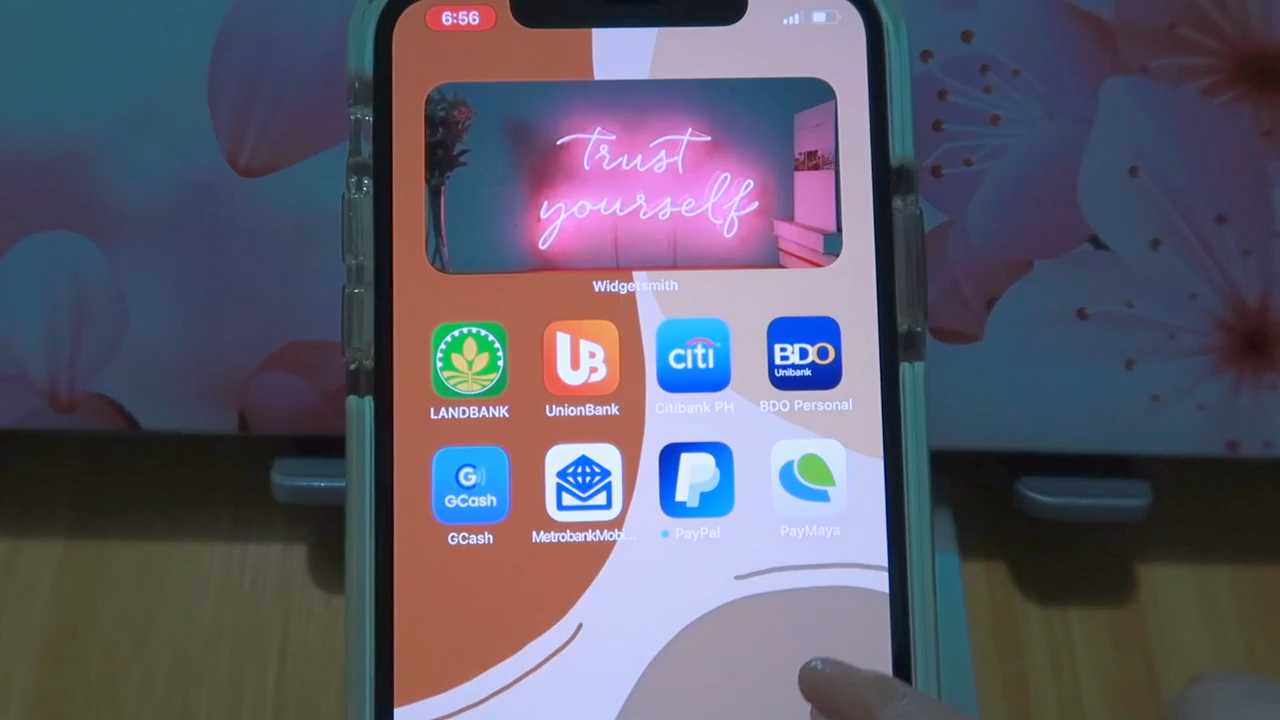 6:56
Trust
yourself
Widgetsmith
UB
citi
BDO
Unibank
LANDBANK
UnionBank
Citibank PH
BDO Personal
G
GCash
P
GCash
MetrobankMobi...
PayPal
PayMaya